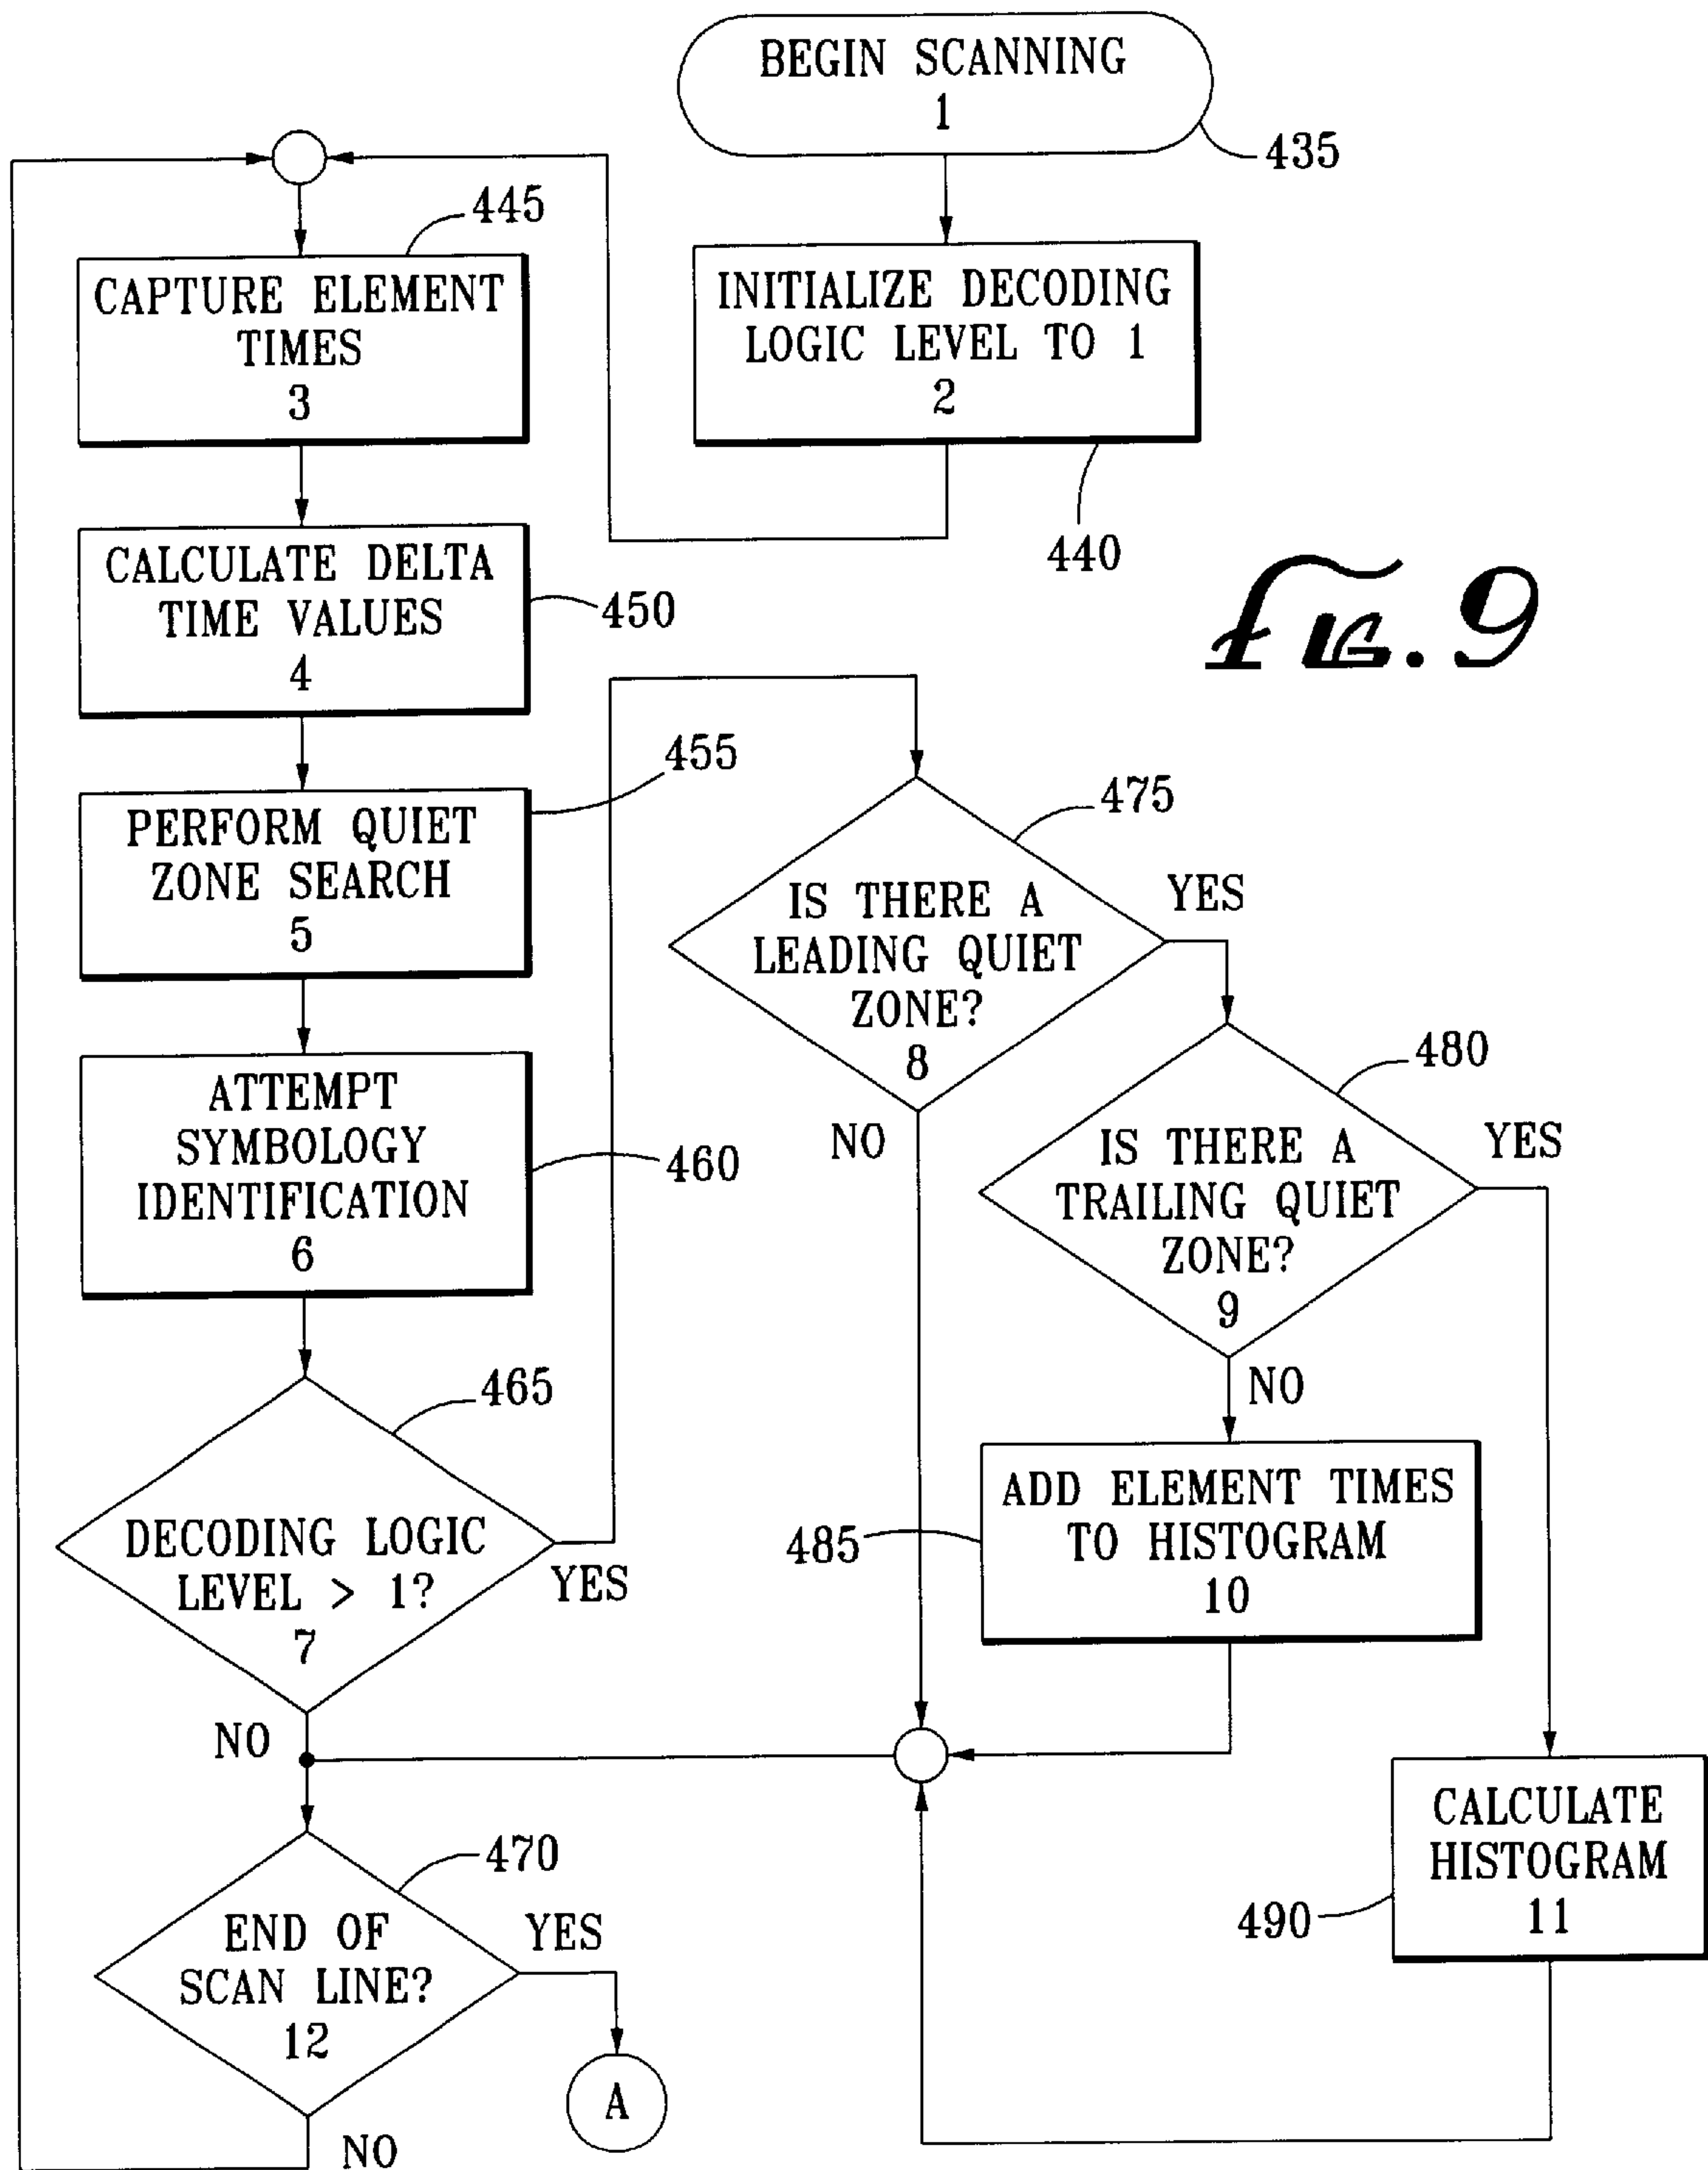 BEGIN SCANNING
1
435
INITIALIZE DECODING
LOGIC LEVEL TO 1
2
440
445
CAPTURE ELEMENT
TIMES
3
CALCULATE DELTA
TIME VALUES
4
450
FIG. 9
455
PERFORM QUIET
ZONE SEARCH
5
ATTEMPT
SYMBOLOGY
IDENTIFICATION
6
460
465
DECODING LOGIC
LEVEL > 1?
7
YES
NO
475
IS THERE A
LEADING QUIET
ZONE?
8
YES
NO
480
IS THERE A
TRAILING QUIET
ZONE?
9
YES
NO
ADD ELEMENT TIMES
TO HISTOGRAM
10
485
CALCULATE
HISTOGRAM
11
490
470
END OF
SCAN LINE?
12
YES
A
NO